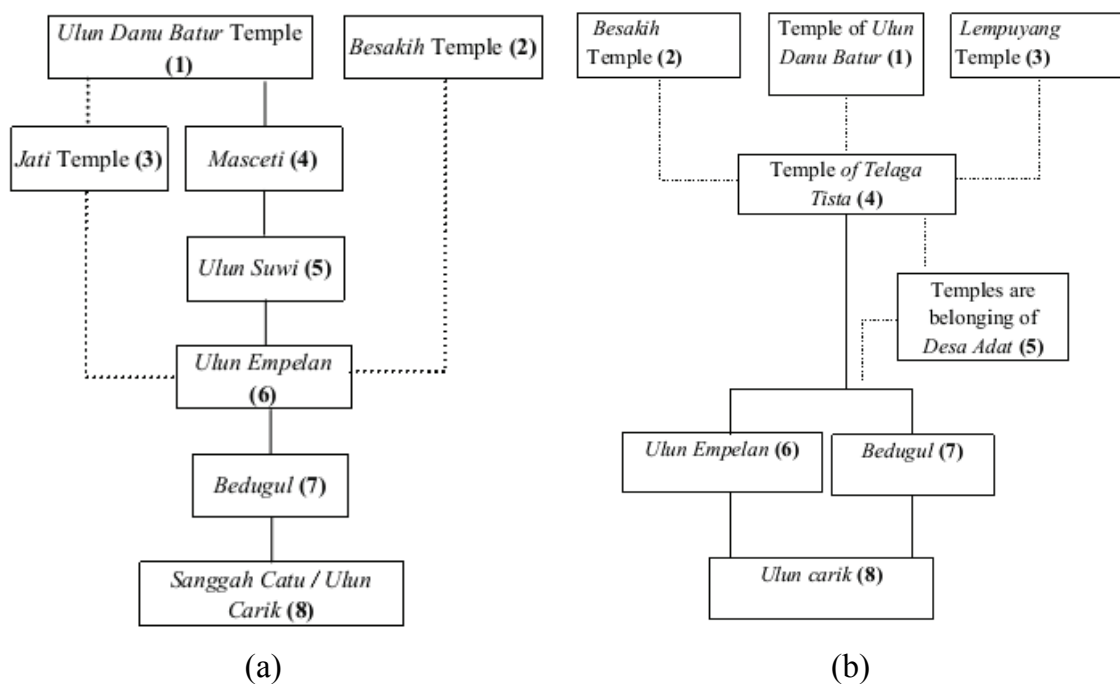 Ulun Danu Batur Temple
(1)
Besakih Temple (2)
Jati Temple (3)
Masceti (4)
Ulun Suwi (5)
Ulun Empelan
(6)
Bedugul (7)
Sanggah Catu / Ulun
Carik (8)
(a)
Besakih
Temple (2)
Temple of Ulun
Danu Batur (1)
Lempuyang
Temple (3)
Temple of Telaga
Tista (4)
Temples are
belonging of
Desa Adat (5)
Ulun Empelan (6)
Bedugul (7)
Ulun carik (8)
(b)